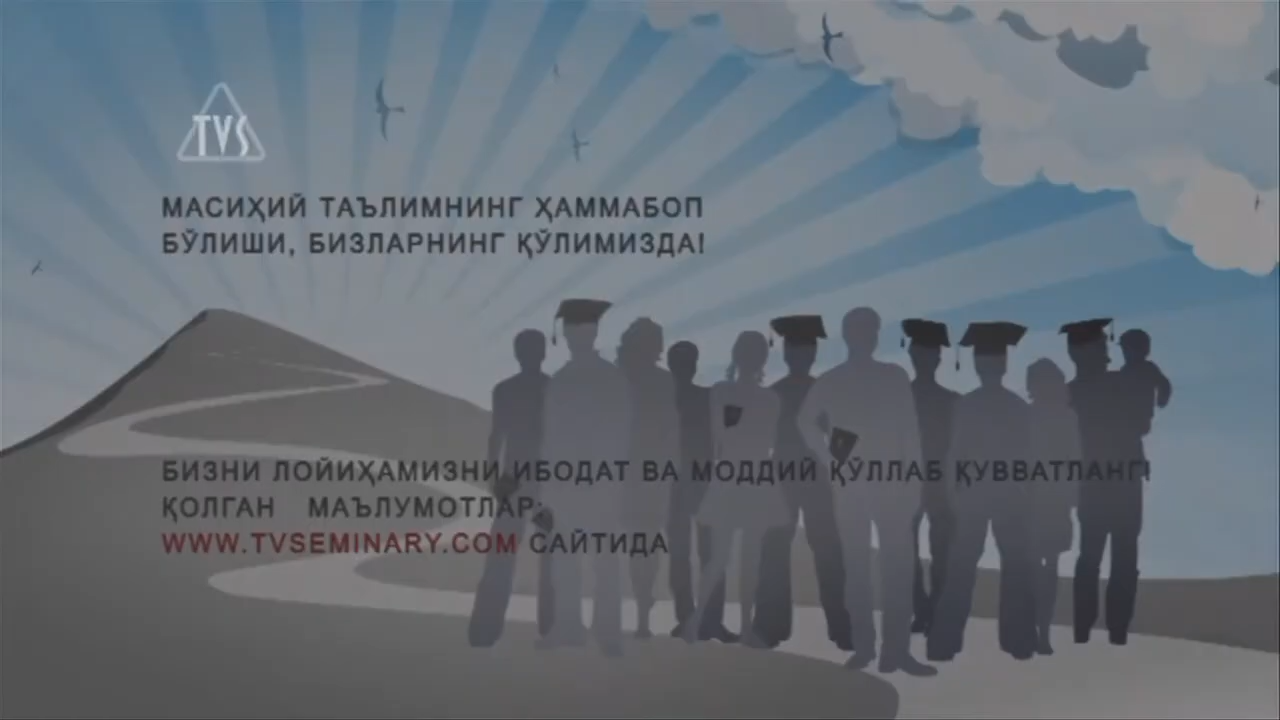 TVS
МАСИҲИЙ ТАЪЛИМНИНГ ҲАММАБОП
БЎЛИШИ, БИЗЛАРНИНГ ҚЎЛИМИЗДА!
БИЗНИ ЛОЙИҲАМИЗНИ ИБОДАТ ВА МОДДИЙ ҚЎЛЛАБ ҚУВВАТЛАНГ!
ҚОЛГАН МАЪЛУМОТЛАР:
WWW.TVSEMINARY.COM САЙТИДА